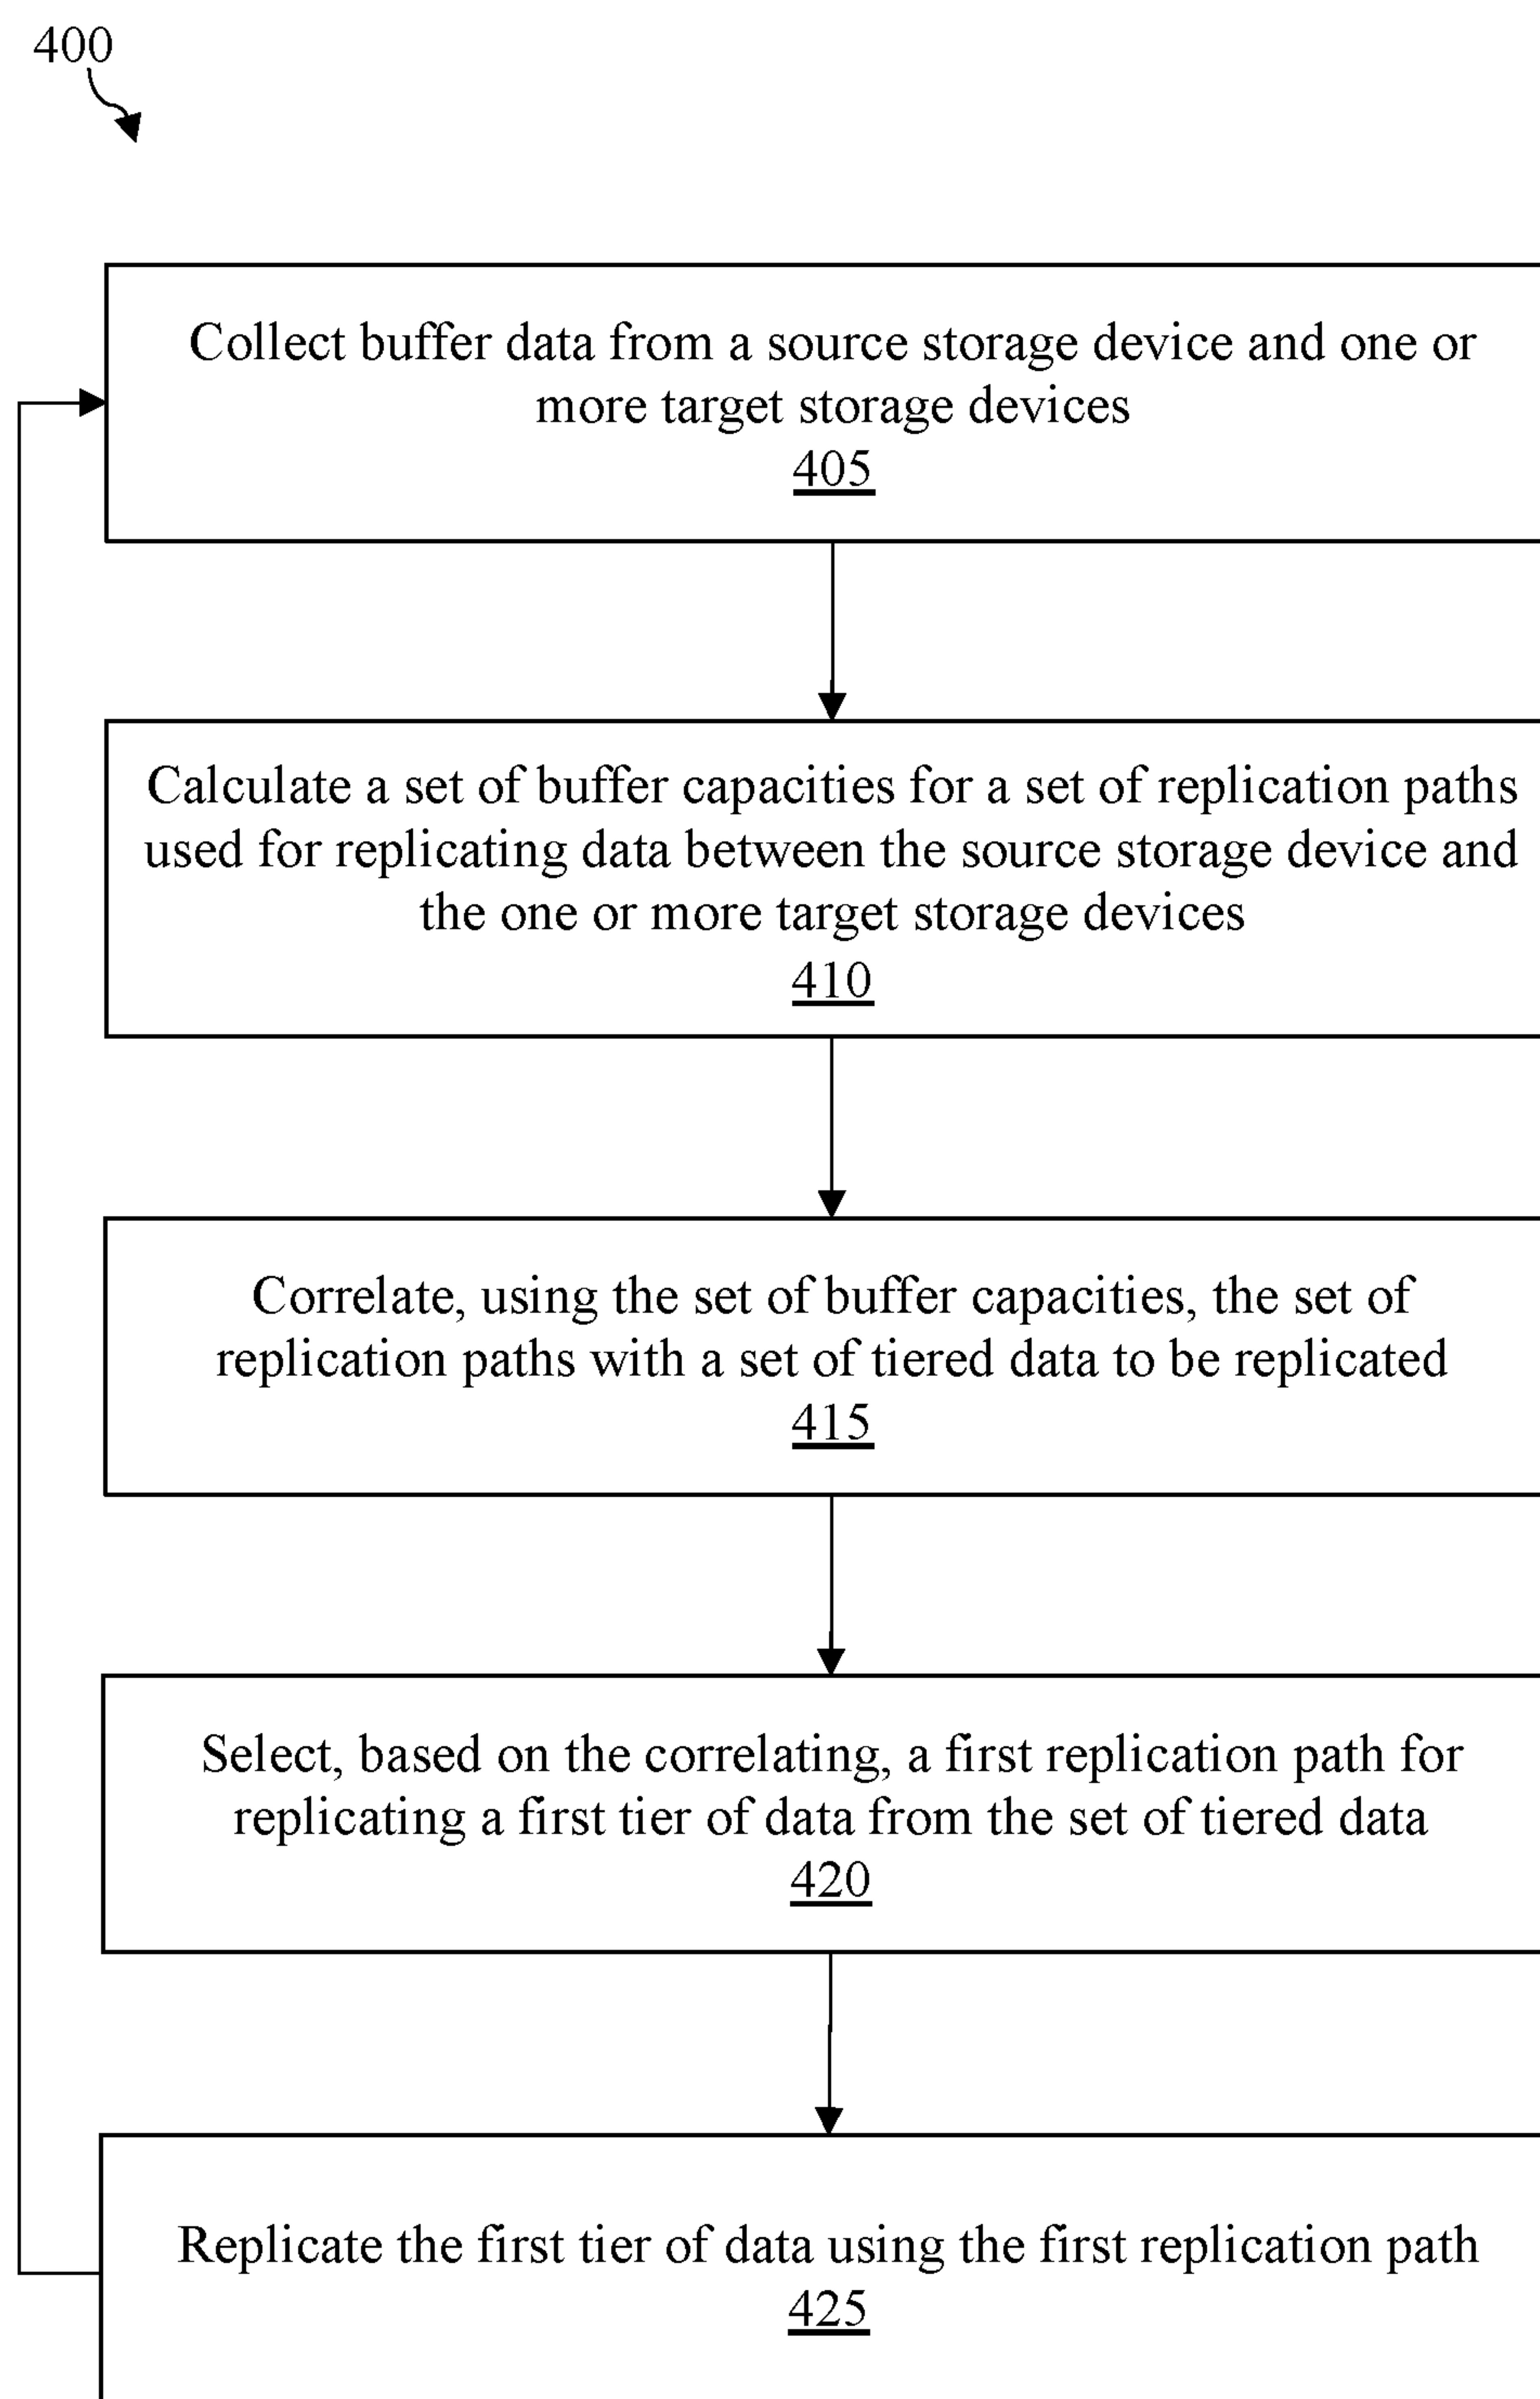 400
Collect buffer data from a source storage device and one or
more target storage devices
405
Calculate a set of buffer capacities for a set of replication paths
used for replicating data between the source storage device and
the one or more target storage devices
410
Correlate, using the set of buffer capacities, the set of
replication paths with a set of tiered data to be replicated
415
Select, based on the correlating, a first replication path for
replicating a first tier of data from the set of tiered data
420
Replicate the first tier of data using the first replication path
425